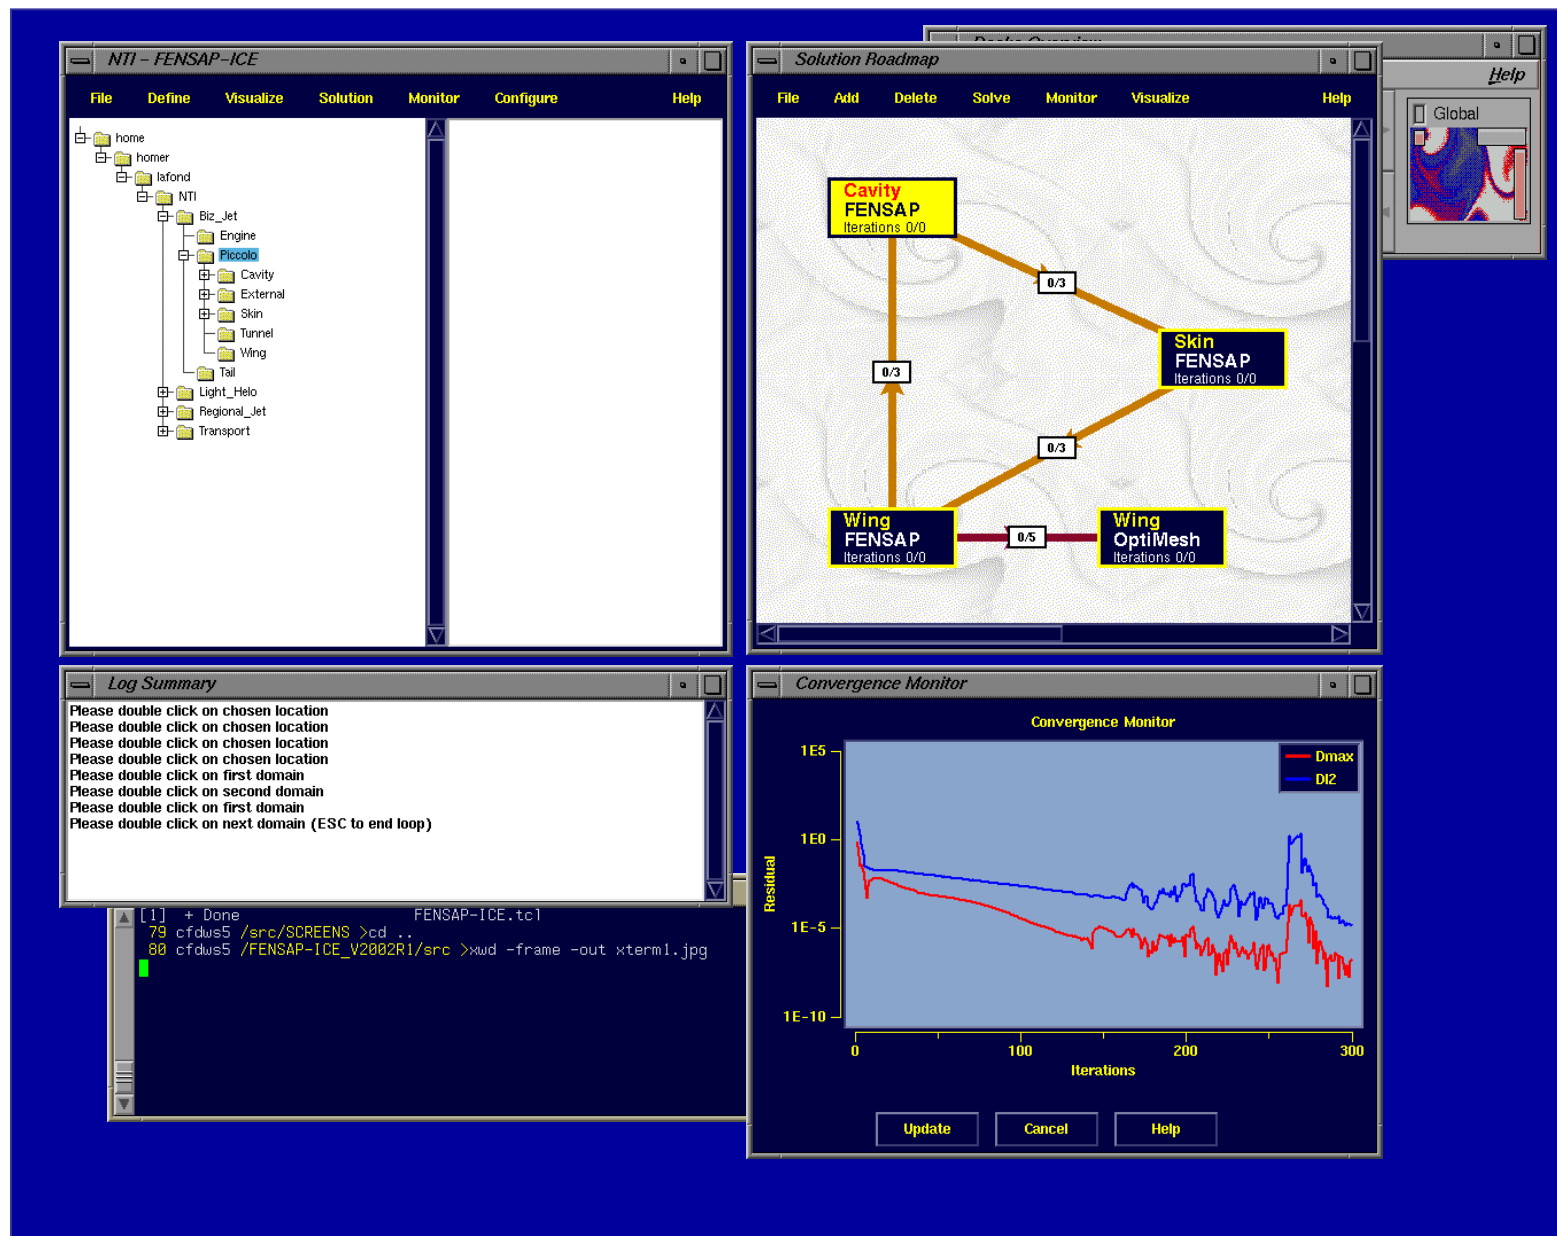 NTI - FENSAP-ICE
File Define Visualize Solution Monitor Configure Help
home
homer
lafond
NTI
Biz_Jet
Engine
Piccolo
Cavity
External
Skin
Tunnel
Wing
Tail
Light_Helo
Regional_Jet
Transport
Solution Roadmap
File Add Delete Solve Monitor Visualize Help
Cavity
FENSAP
Iterations 0/0
0/3
Skin
FENSAP
Iterations 0/0
0/3
0/3
Wing
FENSAP
Iterations 0/0
0/5
Wing
OptiMesh
Iterations 0/0
Desks Overview
Help
Global
Log Summary
Please double click on chosen location
Please double click on chosen location
Please double click on chosen location
Please double click on chosen location
Please double click on first domain
Please double click on second domain
Please double click on first domain
Please double click on next domain (ESC to end loop)
[1] + Done FENSAP-ICE.tcl
79 cfdws5 /src/SCREENS >cd ..
80 cfdws5 /FENSAP-ICE_V2002R1/src >xwd -frame -out xterm1.jpg
Convergence Monitor
Convergence Monitor
1E5
1E0
1E-5
1E-10
Residual
Dmax
Dl2
0 100 200 300
Iterations
Update Cancel Help